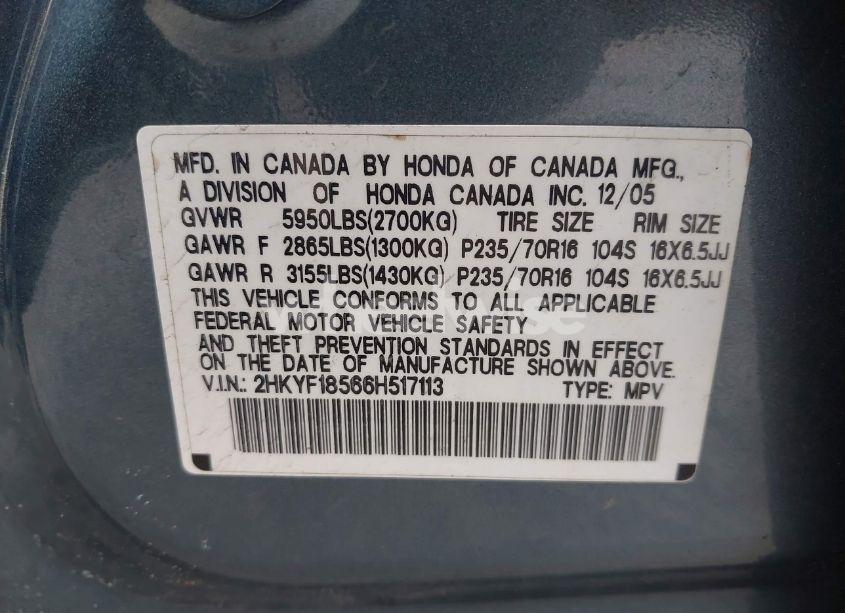 MFD. IN CANADA BY HONDA OF CANADA MFG.,
A DIVISION OF HONDA CANADA INC. 12/05
GVWR 5950LBS(2700KG) TIRE SIZE RIM SIZE
GAWR F 2865LBS(1300KG) P235/70R16 104S 16X6.5JJ
GAWR R 3155LBS(1430KG) P235/70R16 104S 16X6.5JJ
THIS VEHICLE CONFORMS TO ALL APPLICABLE
FEDERAL MOTOR VEHICLE SAFETY
AND THEFT PREVENTION STANDARDS IN EFFECT
ON THE DATE OF MANUFACTURE SHOWN ABOVE.
V.I.N.: 2HKYF18566H517113 TYPE: MPV